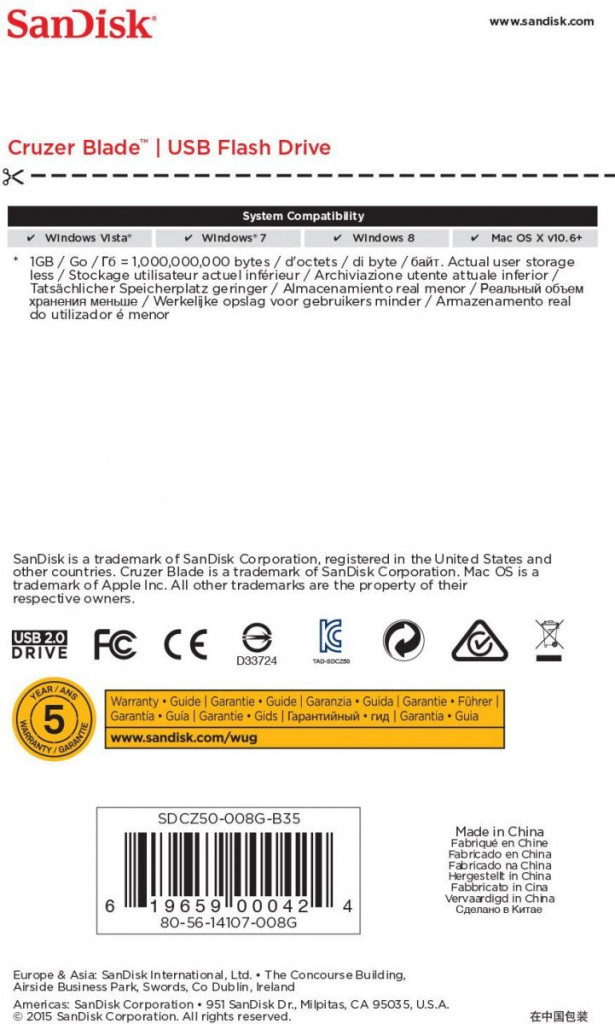 SanDisk®
www.sandisk.com
Cruzer Blade™ | USB Flash Drive
System Compatibility
✔ Windows Vista® ✔ Windows® 7 ✔ Windows 8 ✔ Mac OS X v10.6+
* 1GB / Go / Гб = 1,000,000,000 bytes / d'octets / di byte / байт. Actual user storage
less / Stockage utilisateur actuel inférieur / Archiviazione utente attuale inferior /
Tatsächlicher Speicherplatz geringer / Almacenamiento real menor / Реальный объем
хранения меньше / Werkelijke opslag voor gebruikers minder / Armazenamento real
do utilizador é menor
SanDisk is a trademark of SanDisk Corporation, registered in the United States and
other countries. Cruzer Blade is a trademark of SanDisk Corporation. Mac OS is a
trademark of Apple Inc. All other trademarks are the property of their
respective owners.
USB 2.0
DRIVE
FC
CE
D33724
TAD-SDCZ50
YEAR / ANS
5
WARRANTY / GARANTIE
Warranty • Guide | Garantie • Guide | Garanzia • Guida | Garantie • Führer |
Garantía • Guía | Garantie • Gids | Гарантийный • гид | Garantia • Guia
www.sandisk.com/wug
SDCZ50-008G-B35
6 19659 00042 4
80-56-14107-008G
Made in China
Fabriqué en Chine
Fabricado en China
Fabricado na China
Hergestellt in China
Fabbricato in Cina
Vervaardigd in China
Сделано в Китае
Europe & Asia: SanDisk International, Ltd. • The Concourse Building,
Airside Business Park, Swords, Co Dublin, Ireland
Americas: SanDisk Corporation • 951 SanDisk Dr., Milpitas, CA 95035, U.S.A.
© 2015 SanDisk Corporation. All rights reserved.
在中国包装